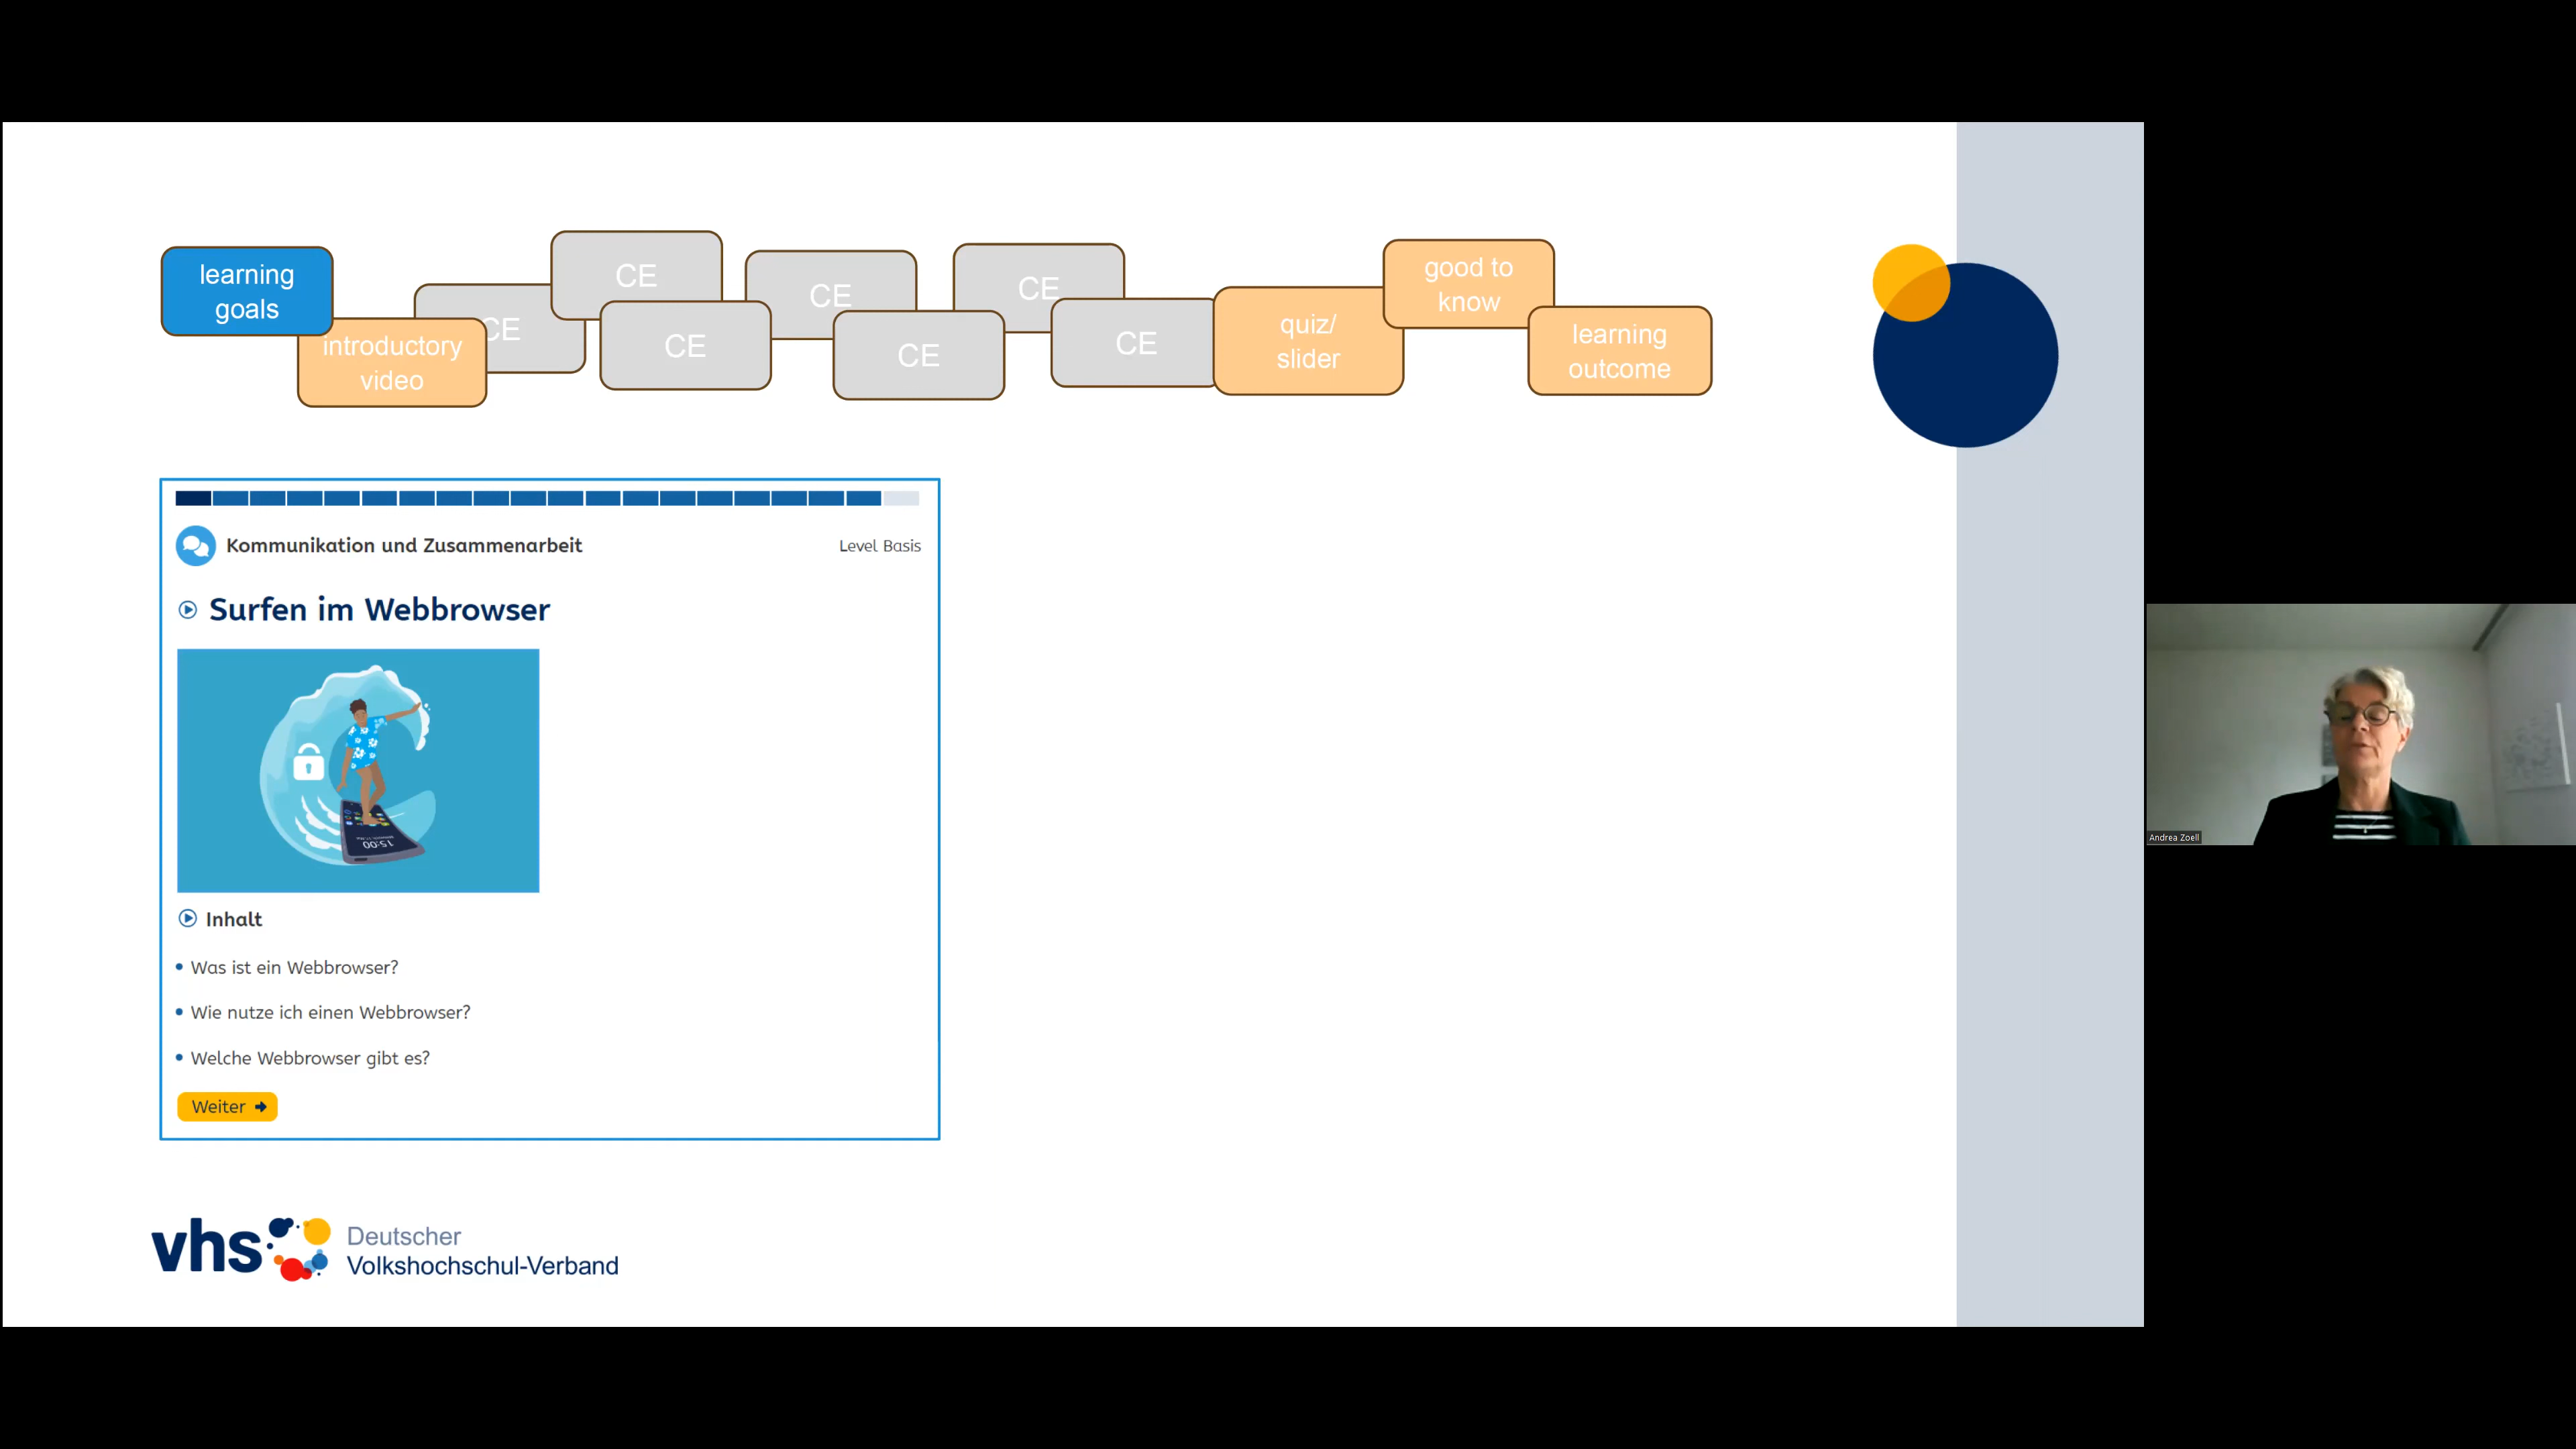 learning
goals
introductory
video
CE
CE
CE
CE
CE
CE
CE
quiz/
slider
good to
know
learning
outcome
Kommunikation und Zusammenarbeit
Level Basis
Surfen im Webbrowser
15:00
Inhalt
• Was ist ein Webbrowser?
• Wie nutze ich einen Webbrowser?
• Welche Webbrowser gibt es?
Weiter
vhs
Deutscher
Volkshochschul-Verband
Andrea Zoell